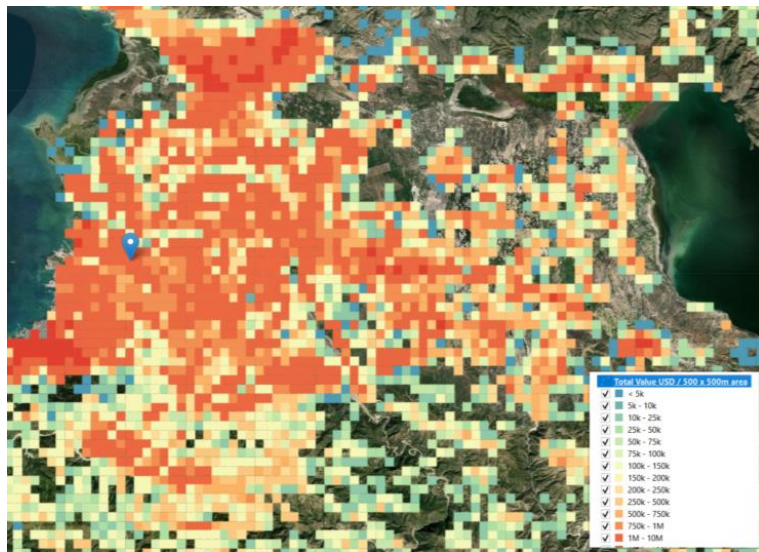 Total Value USD / 500 x 500m area
< 5k
5k - 10k
10k - 25k
25k - 50k
50k - 75k
75k - 100k
100k - 150k
150k - 200k
200k - 250k
250k - 500k
500k - 750k
750k - 1M
1M - 10M